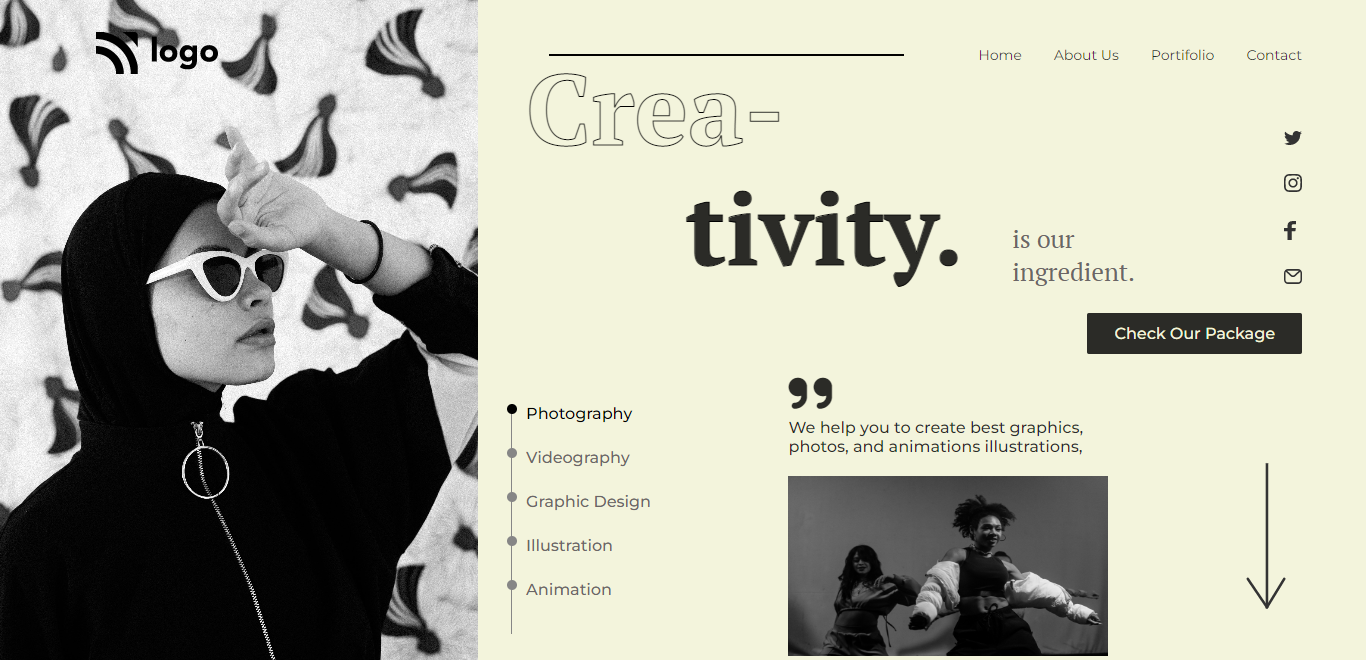 logo
Home About Us Portifolio Contact
Crea-
tivity.
is our
ingredient.
Check Our Package
Photography
Videography
Graphic Design
Illustration
Animation
We help you to create best graphics,
photos, and animations illustrations,